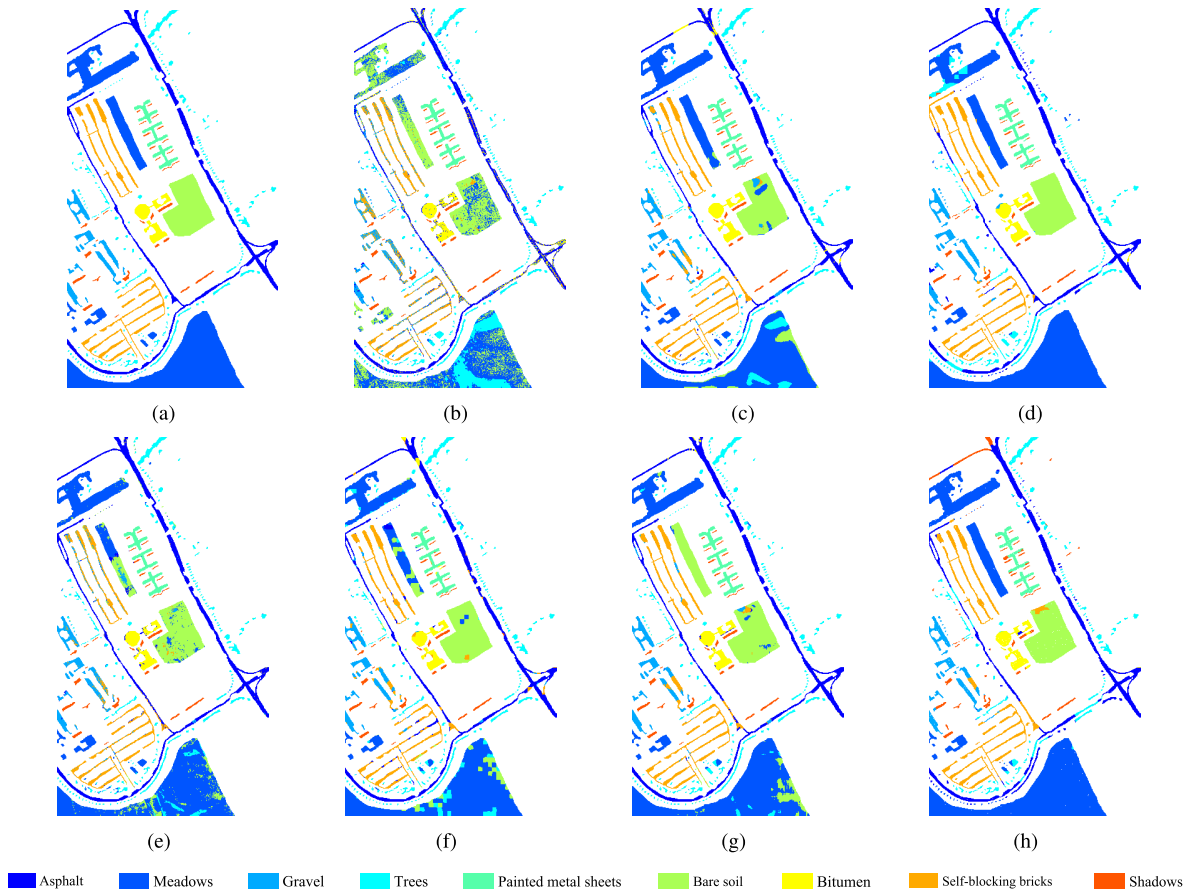 (a) (b) (c) (d)
(e) (f) (g) (h)
Asphalt Meadows Gravel Trees Painted metal sheets Bare soil Bitumen Self-blocking bricks Shadows